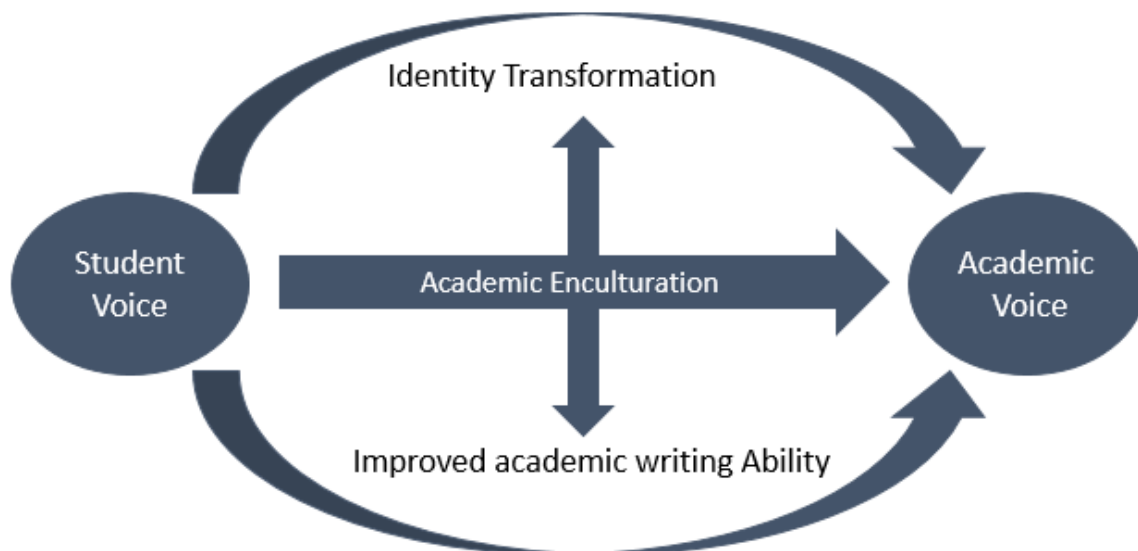 Identity Transformation
Student
Voice
Academic Enculturation
Academic
Voice
Improved academic writing Ability